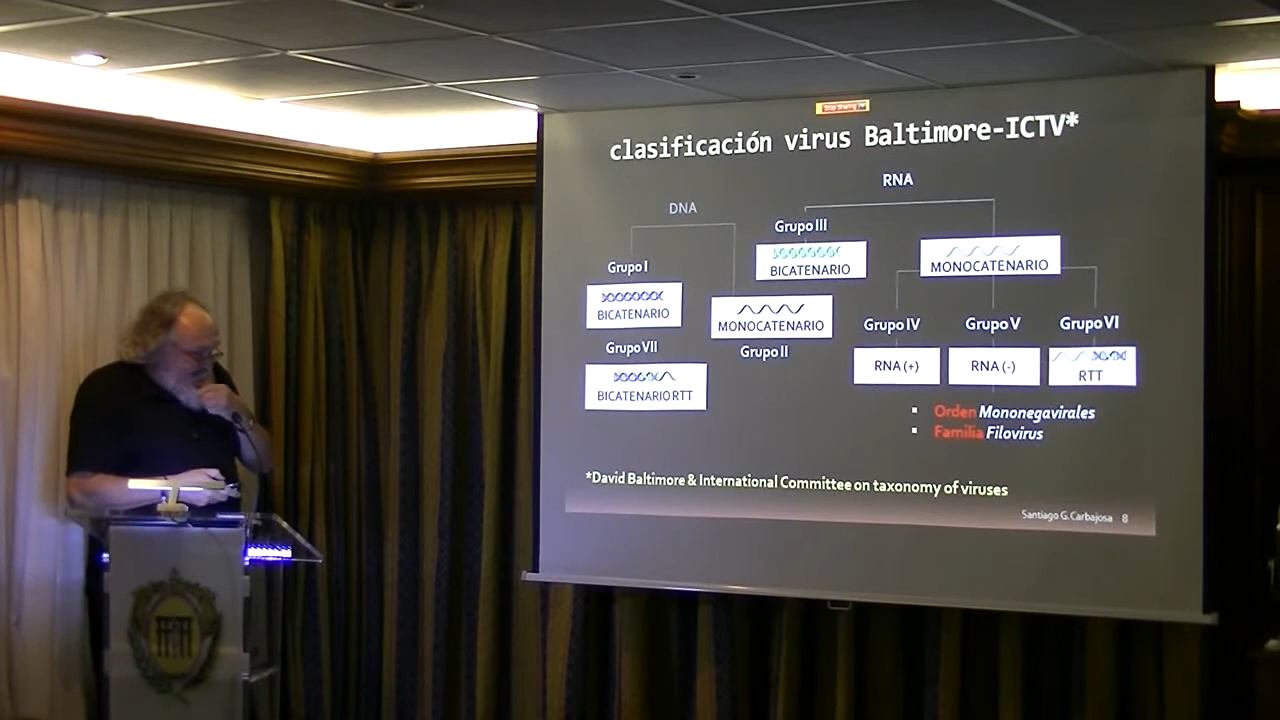 Stop Sharing
clasificación virus Baltimore-ICTV*
RNA
DNA
Grupo III
BICATENARIO
MONOCATENARIO
Grupo I
BICATENARIO
MONOCATENARIO
Grupo II
Grupo VII
BICATENARIO RTT
Grupo IV
Grupo V
Grupo VI
RNA (+)
RNA (-)
RTT
▪ Orden Mononegavirales
▪ Familia Filovirus
*David Baltimore & International Committee on taxonomy of viruses
Santiago G. Carbajosa 8